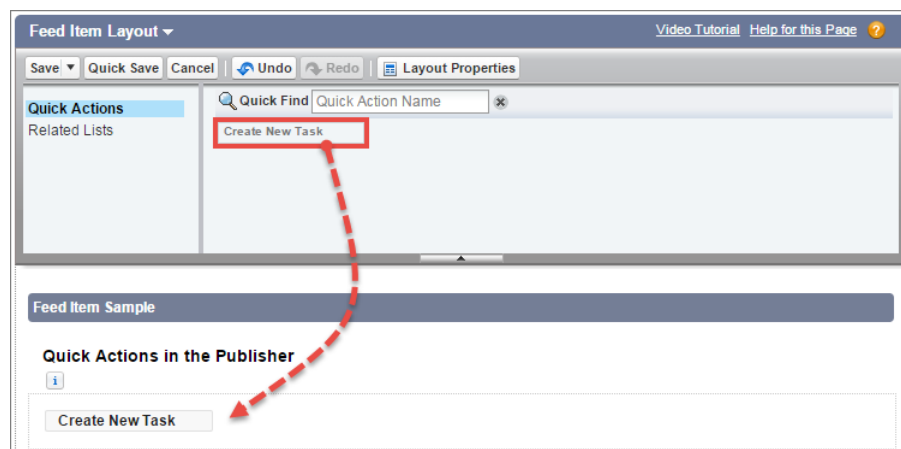 Feed Item Layout Video Tutorial Help for this Page ?
Save Quick Save Cancel Undo Redo Layout Properties
Quick Actions Quick Find Quick Action Name
Related Lists Create New Task
Feed Item Sample
Quick Actions in the Publisher
i
Create New Task